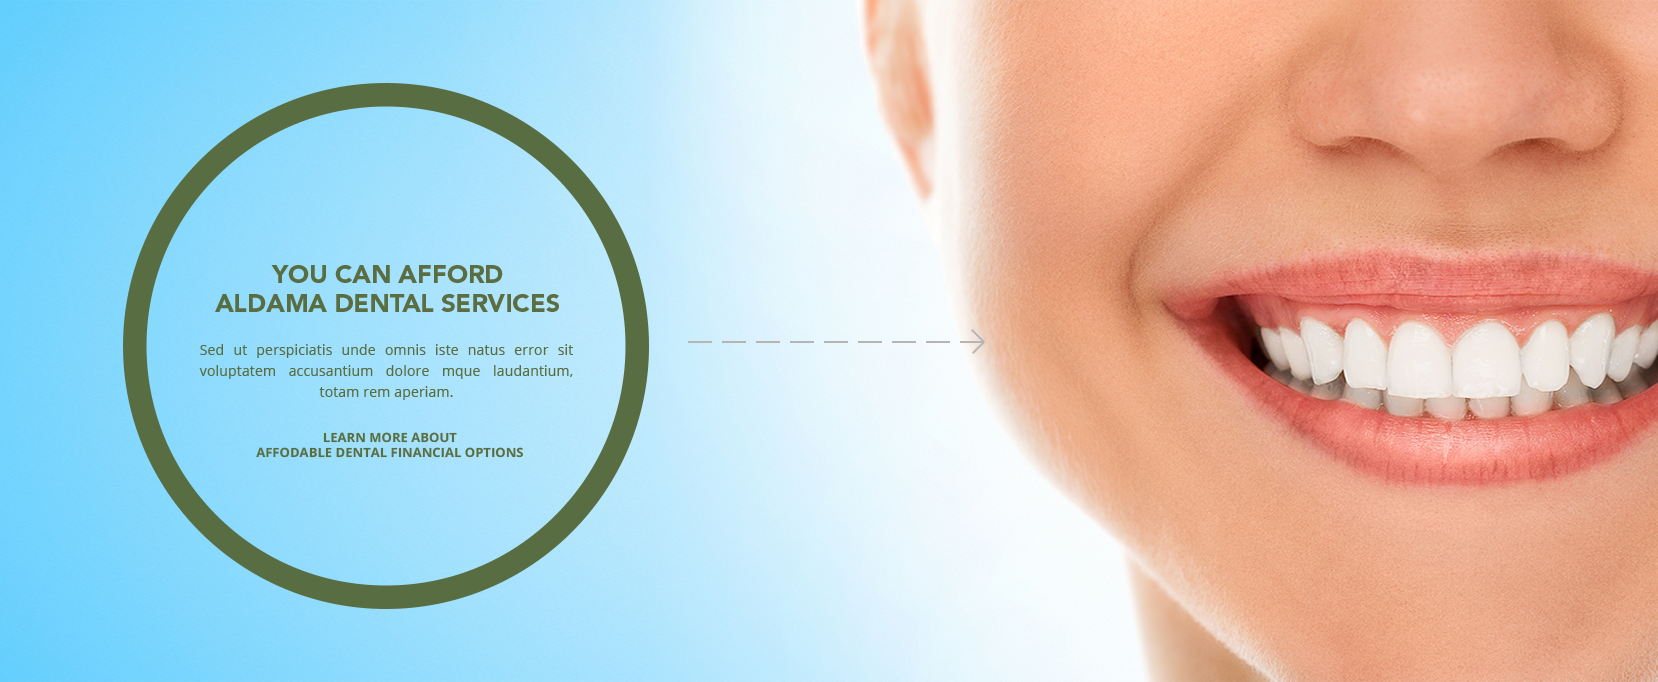 YOU CAN AFFORD
ALDAMA DENTAL SERVICES
Sed ut perspiciatis unde omnis iste natus error sit
voluptatem accusantium dolore mque laudantium,
totam rem aperiam.
LEARN MORE ABOUT
AFFODABLE DENTAL FINANCIAL OPTIONS